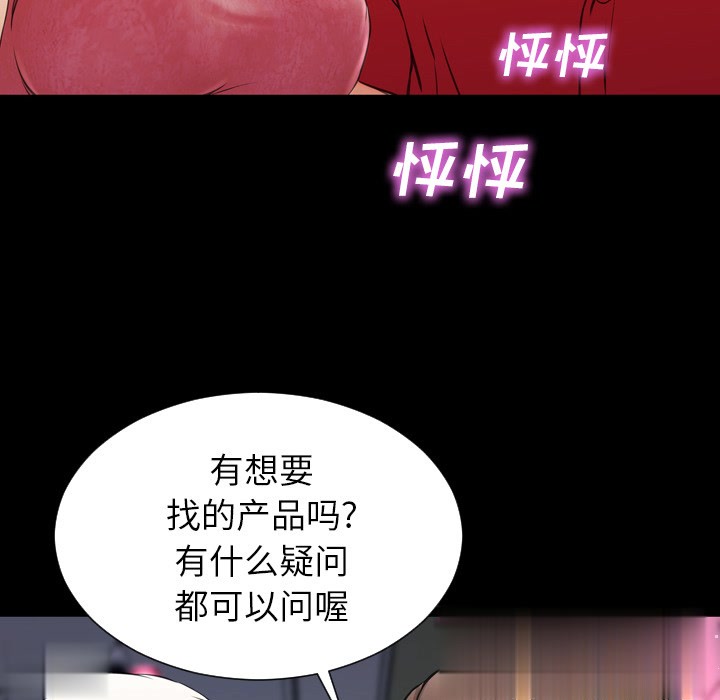 怦怦
怦怦
有想要
找的产品吗?
有什么疑问
都可以问喔